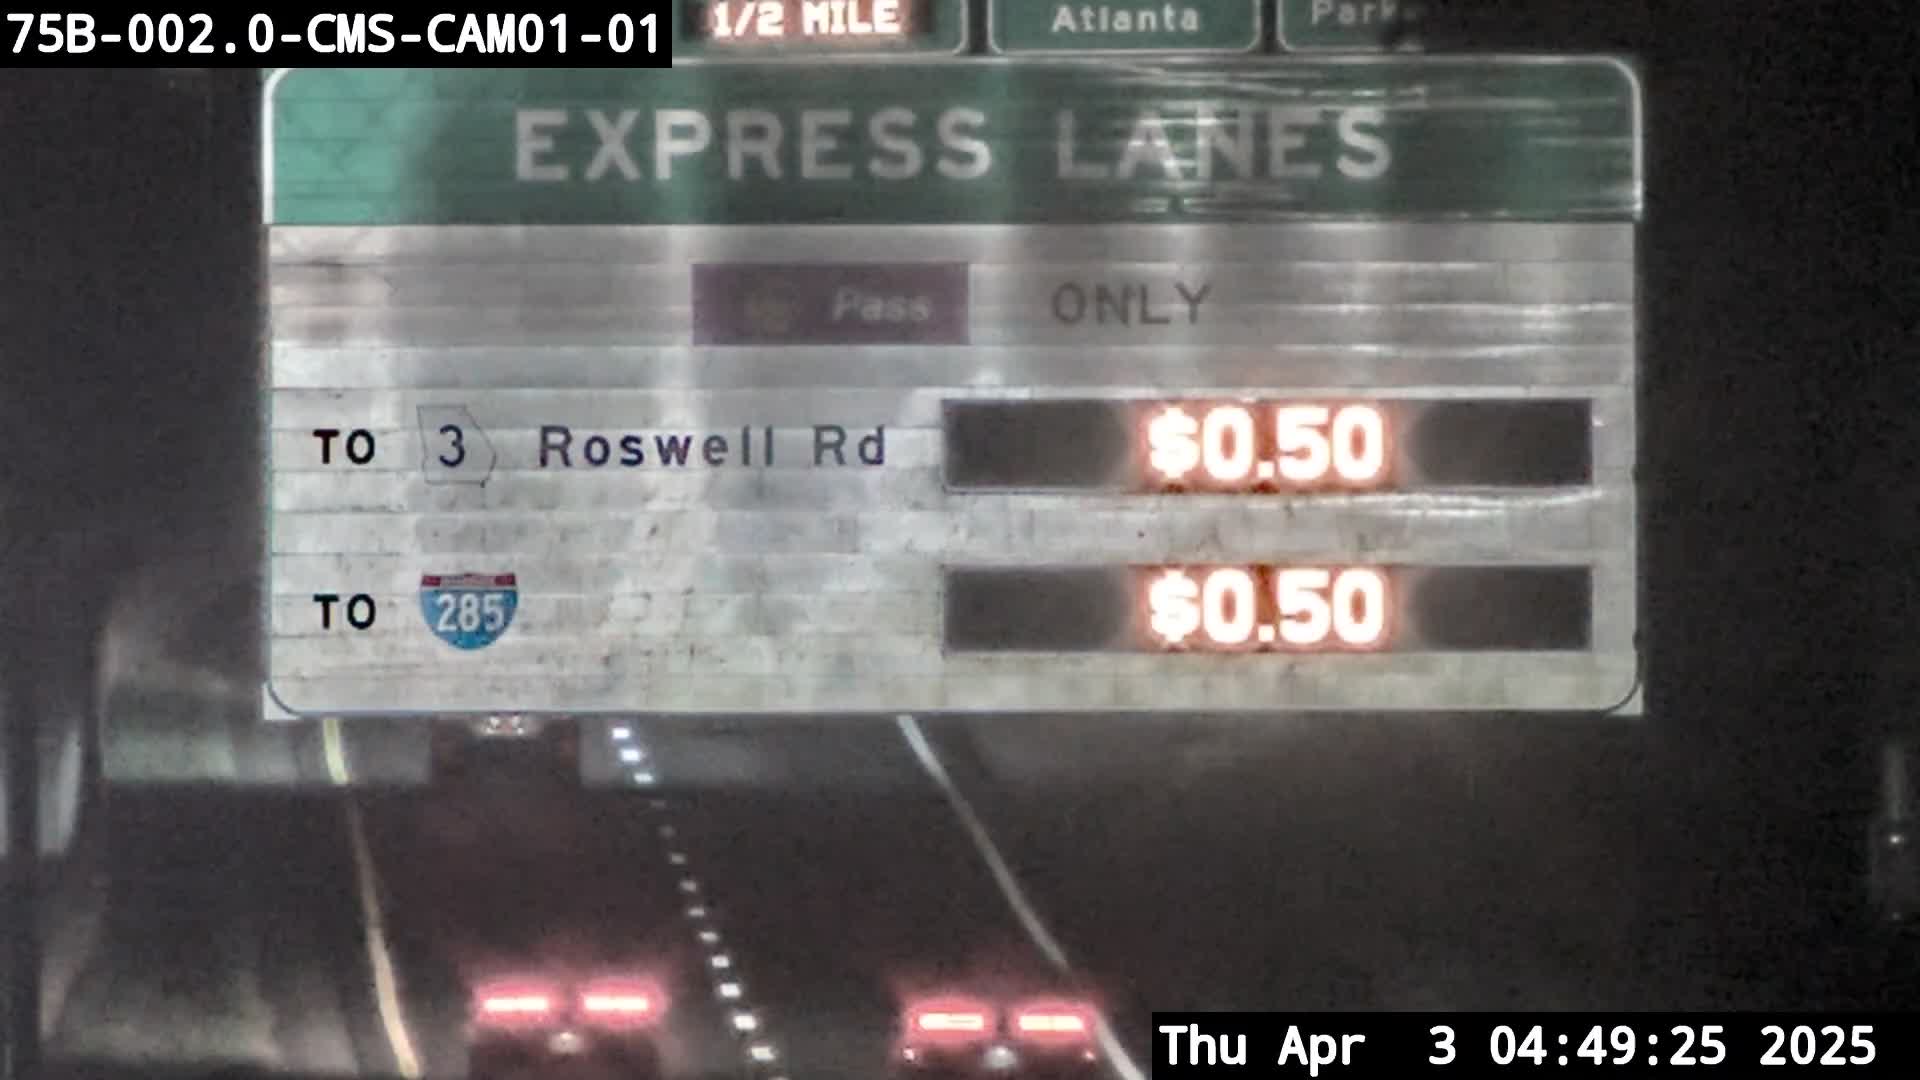 75B-002.0-CMS-CAM01-01
1/2 MILE
Atlanta
EXPRESS LANES
Pass ONLY
TO 3 Roswell Rd $0.50
TO 285 $0.50
Thu Apr 3 04:49:25 2025